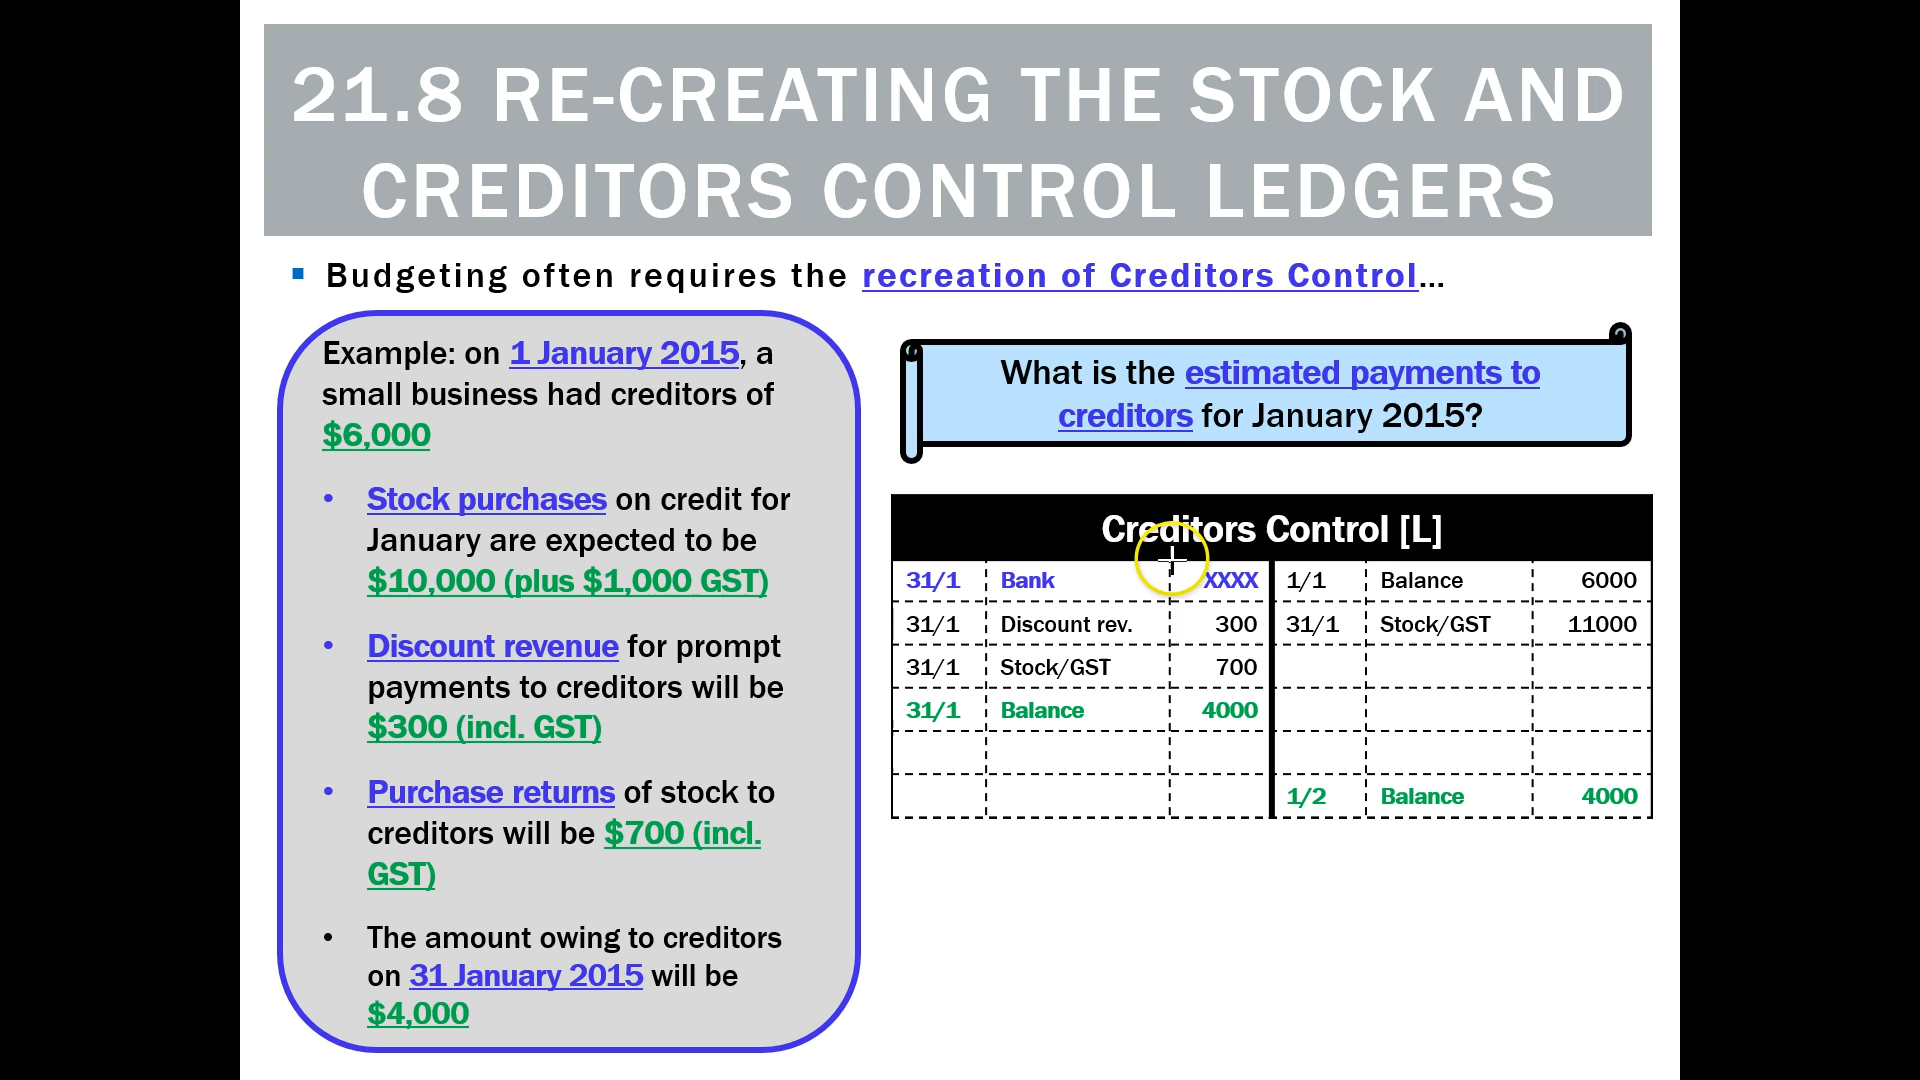 21.8 RE-CREATING THE STOCK AND
CREDITORS CONTROL LEDGERS
▪ Budgeting often requires the recreation of Creditors Control...
Example: on 1 January 2015, a
small business had creditors of
$6,000
• Stock purchases on credit for
January are expected to be
$10,000 (plus $1,000 GST)
• Discount revenue for prompt
payments to creditors will be
$300 (incl. GST)
• Purchase returns of stock to
creditors will be $700 (incl.
GST)
• The amount owing to creditors
on 31 January 2015 will be
$4,000
What is the estimated payments to
creditors for January 2015?
Creditors Control [L]
31/1 Bank XXXX 1/1 Balance 6000
31/1 Discount rev. 300 31/1 Stock/GST 11000
31/1 Stock/GST 700
31/1 Balance 4000
1/2 Balance 4000